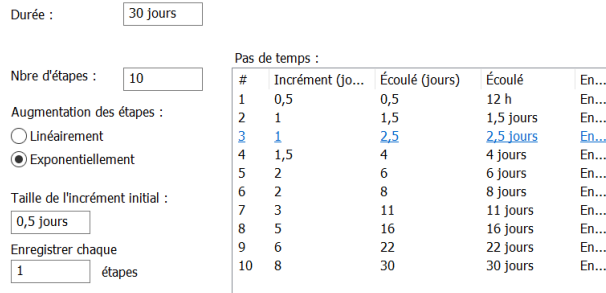 Durée : 30 jours
Pas de temps :
Nbre d'étapes : 10
Augmentation des étapes :
Linéairement
Exponentiellement
Taille de l'incrément initial :
0,5 jours
Enregistrer chaque
1 étapes
# Incrément (jo... Écoulé (jours) Écoulé En...
1 0,5 0,5 12 h En...
2 1 1,5 1,5 jours En...
3 1 2,5 2,5 jours En...
4 1,5 4 4 jours En...
5 2 6 6 jours En...
6 2 8 8 jours En...
7 3 11 11 jours En...
8 5 16 16 jours En...
9 6 22 22 jours En...
10 8 30 30 jours En...